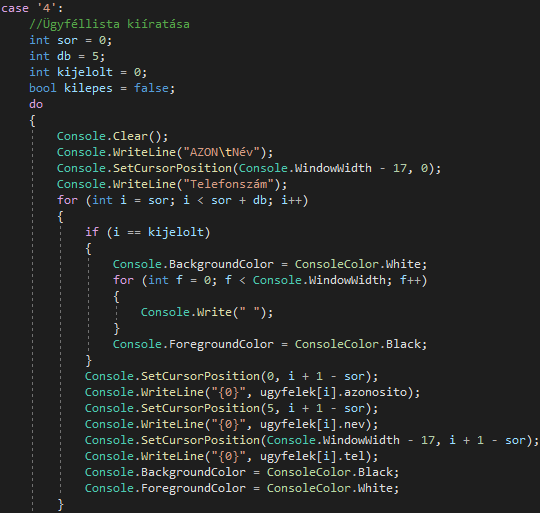 case '4':
//Ügyféllista kiíratása
int sor = 0;
int db = 5;
int kijelolt = 0;
bool kilepes = false;
do
{
Console.Clear();
Console.WriteLine("AZON\tNév");
Console.SetCursorPosition(Console.WindowWidth - 17, 0);
Console.WriteLine("Telefonszám");
for (int i = sor; i < sor + db; i++)
{
if (i == kijelolt)
{
Console.BackgroundColor = ConsoleColor.White;
for (int f = 0; f < Console.WindowWidth; f++)
{
Console.Write(" ");
}
Console.ForegroundColor = ConsoleColor.Black;
}
Console.SetCursorPosition(0, i + 1 - sor);
Console.WriteLine("{0}", ugyfelek[i].azonosito);
Console.SetCursorPosition(5, i + 1 - sor);
Console.WriteLine("{0}", ugyfelek[i].nev);
Console.SetCursorPosition(Console.WindowWidth - 17, i + 1 - sor);
Console.WriteLine("{0}", ugyfelek[i].tel);
Console.BackgroundColor = ConsoleColor.Black;
Console.ForegroundColor = ConsoleColor.White;
}